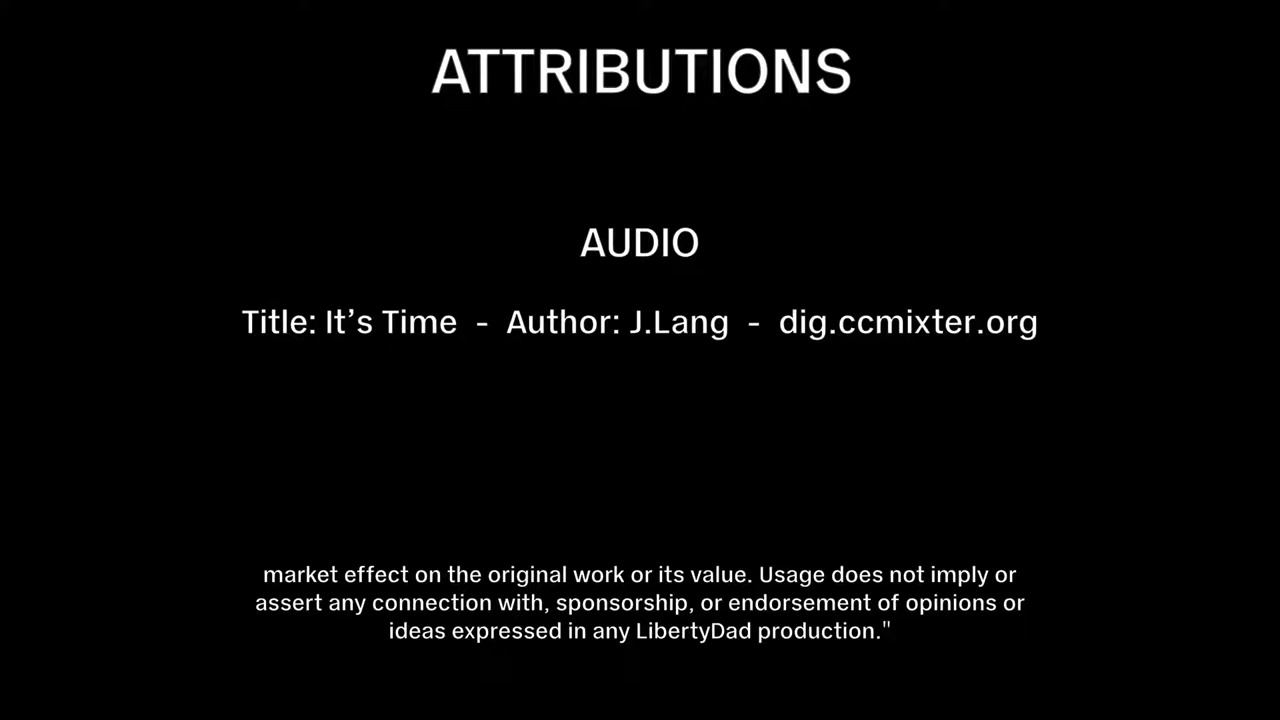 ATTRIBUTIONS
AUDIO
Title: It’s Time - Author: J.Lang - dig.ccmixter.org
market effect on the original work or its value. Usage does not imply or
assert any connection with, sponsorship, or endorsement of opinions or
ideas expressed in any LibertyDad production."